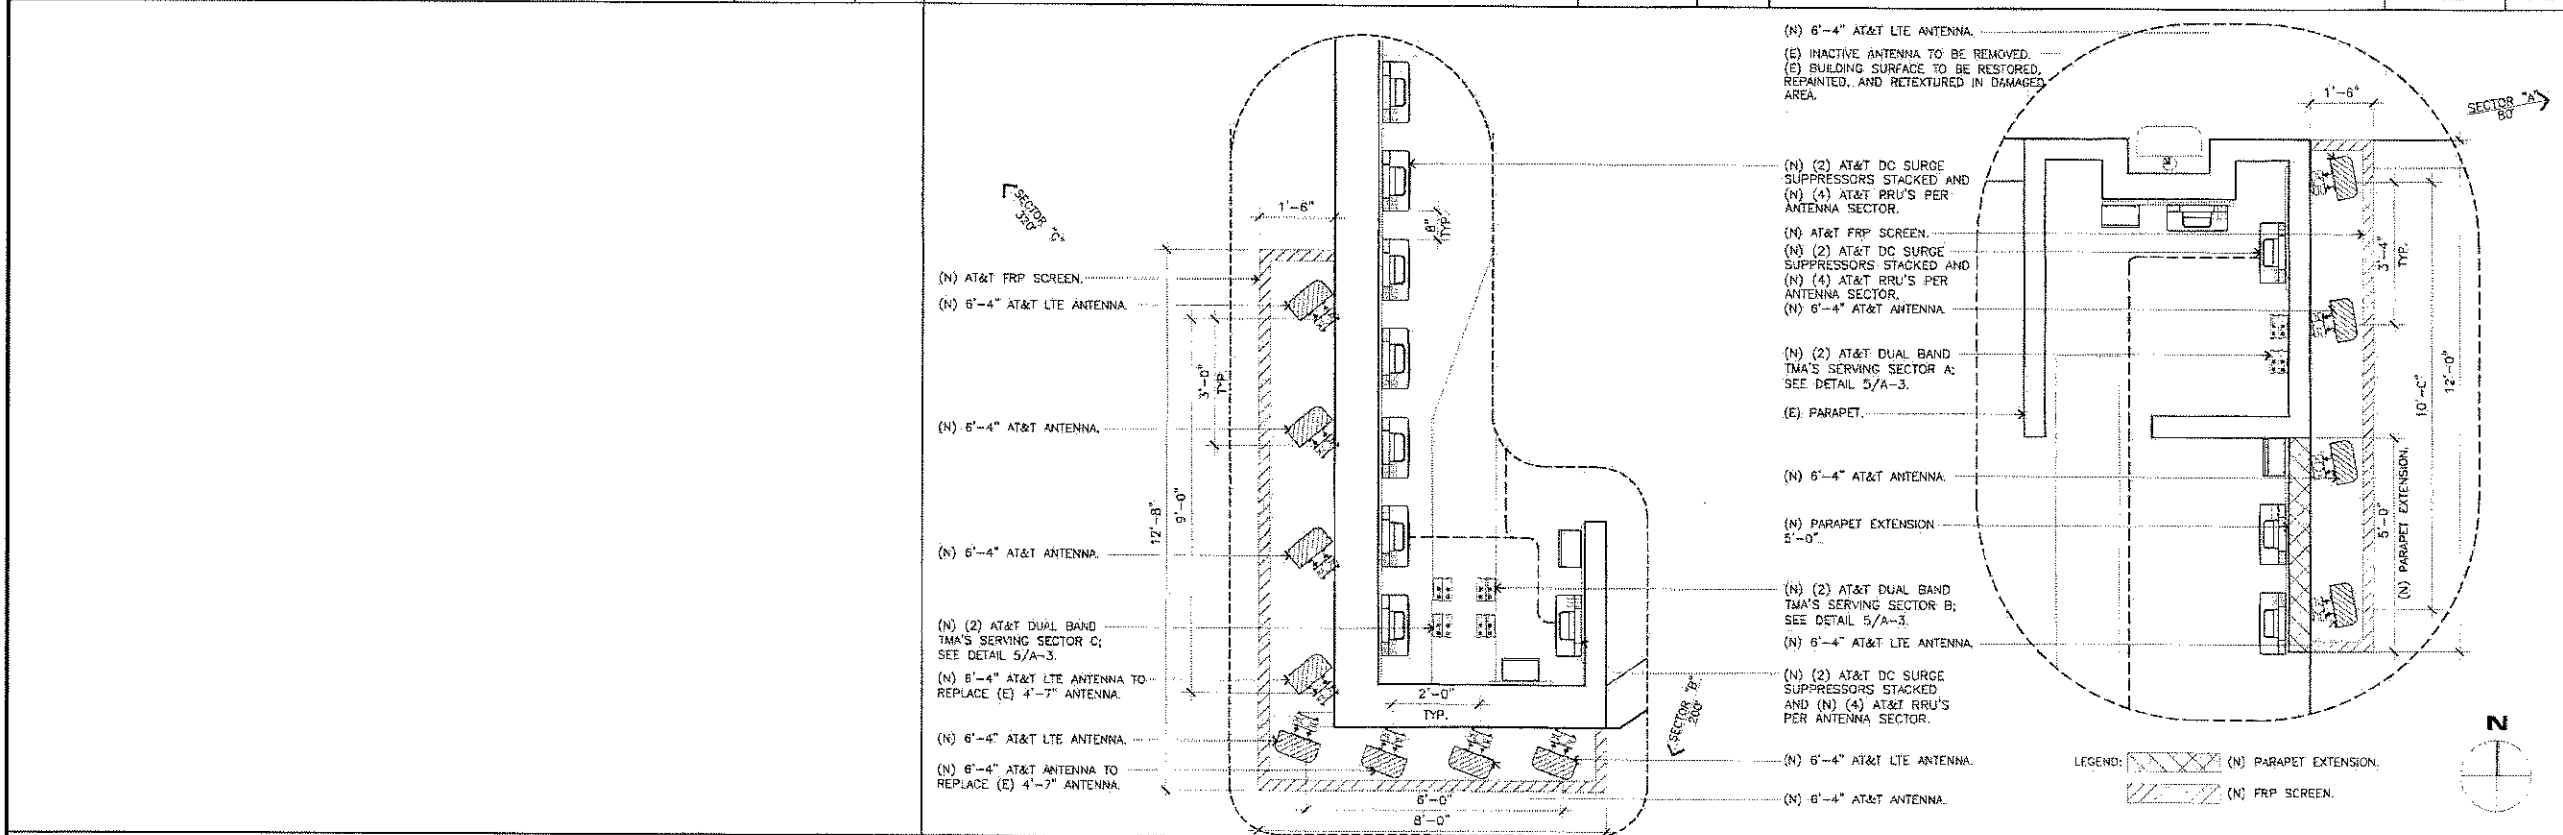 SECTOR "C"
320°
(N) AT&T FRP SCREEN.
(N) 6'-4" AT&T LTE ANTENNA.
(N) 6'-4" AT&T ANTENNA.
(N) 6'-4" AT&T ANTENNA.
(N) (2) AT&T DUAL BAND
TMA'S SERVING SECTOR C;
SEE DETAIL 5/A-3.
(N) 6'-4" AT&T LTE ANTENNA TO
REPLACE (E) 4'-7" ANTENNA.
(N) 6'-4" AT&T LTE ANTENNA.
(N) 6'-4" AT&T ANTENNA TO
REPLACE (E) 4'-7" ANTENNA.
1'-6"
12'-8"
9'-0"
3'-0"
TYP.
8"
TYP.
2'-0"
TYP.
6'-0"
8'-0"
SECTOR "B"
200°
(N) 6'-4" AT&T LTE ANTENNA.
(E) INACTIVE ANTENNA TO BE REMOVED.
(E) BUILDING SURFACE TO BE RESTORED,
REPAINTED, AND RETEXTURED IN DAMAGED
AREA.
(N) (2) AT&T DC SURGE
SUPPRESSORS STACKED AND
(N) (4) AT&T RRU'S PER
ANTENNA SECTOR.
(N) AT&T FRP SCREEN.
(N) (2) AT&T DC SURGE
SUPPRESSORS STACKED AND
(N) (4) AT&T RRU'S PER
ANTENNA SECTOR.
(N) 6'-4" AT&T ANTENNA.
(N) (2) AT&T DUAL BAND
TMA'S SERVING SECTOR A;
SEE DETAIL 5/A-3.
(E) PARAPET.
(N) 6'-4" AT&T ANTENNA.
(N) PARAPET EXTENSION
5'-0"
(N) (2) AT&T DUAL BAND
TMA'S SERVING SECTOR B;
SEE DETAIL 5/A-3.
(N) 6'-4" AT&T LTE ANTENNA.
(N) (2) AT&T DC SURGE
SUPPRESSORS STACKED
AND (N) (4) AT&T RRU'S
PER ANTENNA SECTOR.
(N) 6'-4" AT&T LTE ANTENNA.
(N) 6'-4" AT&T ANTENNA.
1'-6"
SECTOR "A"
80°
3'-4"
TYP.
10'-0"
12'-0"
5'-0"
(N) PARAPET EXTENSION.
N
LEGEND:
(N) PARAPET EXTENSION.
(N) FRP SCREEN.